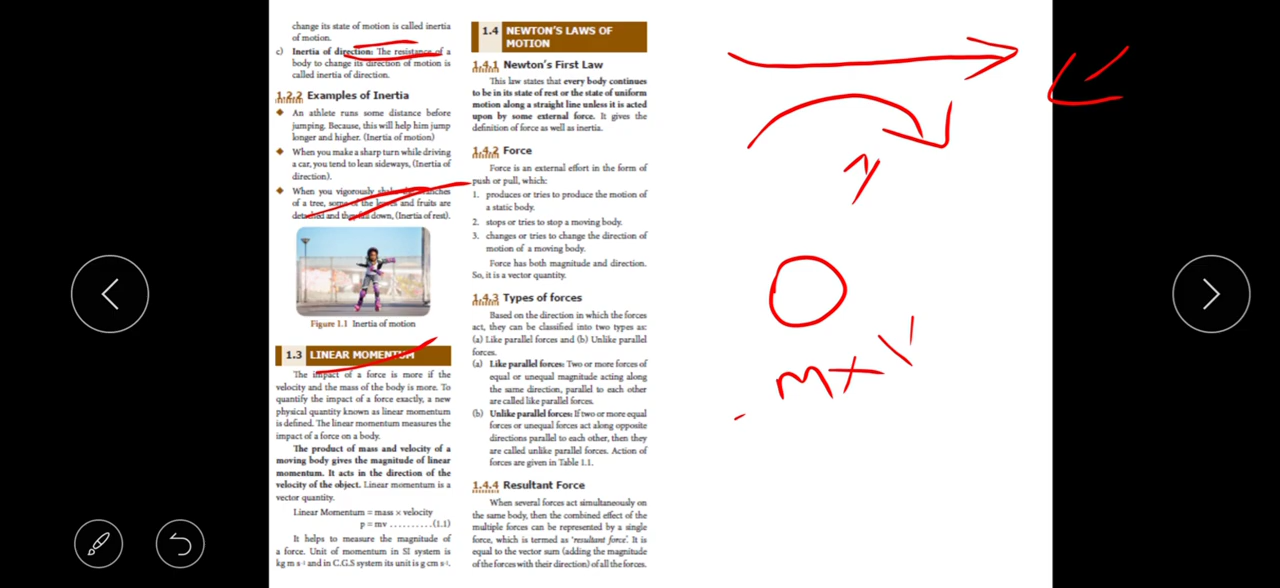 change its state of motion is called inertia
of motion.
c) Inertia of direction: The resistance of a
body to change its direction of motion is
called inertia of direction.
1.2.2 Examples of Inertia
An athlete runs some distance before
jumping. Because, this will help him jump
longer and higher. (Inertia of motion)
When you make a sharp turn while driving
a car, you tend to lean sideways, (Inertia of
direction).
When you vigorously shake the branches
of a tree, some of the leaves and fruits are
detached and they fall down, (Inertia of rest).
Figure 1.1 Inertia of motion
1.3 LINEAR MOMENTUM
The impact of a force is more if the
velocity and the mass of the body is more. To
quantify the impact of a force exactly, a new
physical quantity known as linear momentum
is defined. The linear momentum measures the
impact of a force on a body.
The product of mass and velocity of a
moving body gives the magnitude of linear
momentum. It acts in the direction of the
velocity of the object. Linear momentum is a
vector quantity.
Linear Momentum = mass × velocity
p = mv ..........(1.1)
It helps to measure the magnitude of
a force. Unit of momentum in SI system is
kg m s⁻¹ and in C.G.S system its unit is g cm s⁻¹.
1.4 NEWTON'S LAWS OF
MOTION
1.4.1 Newton's First Law
This law states that every body continues
to be in its state of rest or the state of uniform
motion along a straight line unless it is acted
upon by some external force. It gives the
definition of force as well as inertia.
1.4.2 Force
Force is an external effort in the form of
push or pull, which:
1. produces or tries to produce the motion of
a static body.
2. stops or tries to stop a moving body.
3. changes or tries to change the direction of
motion of a moving body.
Force has both magnitude and direction.
So, it is a vector quantity.
1.4.3 Types of forces
Based on the direction in which the forces
act, they can be classified into two types as:
(a) Like parallel forces and (b) Unlike parallel
forces.
(a) Like parallel forces: Two or more forces of
equal or unequal magnitude acting along
the same direction, parallel to each other
are called like parallel forces.
(b) Unlike parallel forces: If two or more equal
forces or unequal forces act along opposite
directions parallel to each other, then they
are called unlike parallel forces. Action of
forces are given in Table 1.1.
1.4.4 Resultant Force
When several forces act simultaneously on
the same body, then the combined effect of the
multiple forces can be represented by a single
force, which is termed as 'resultant force'. It is
equal to the vector sum (adding the magnitude
of the forces with their direction) of all the forces.
m x V